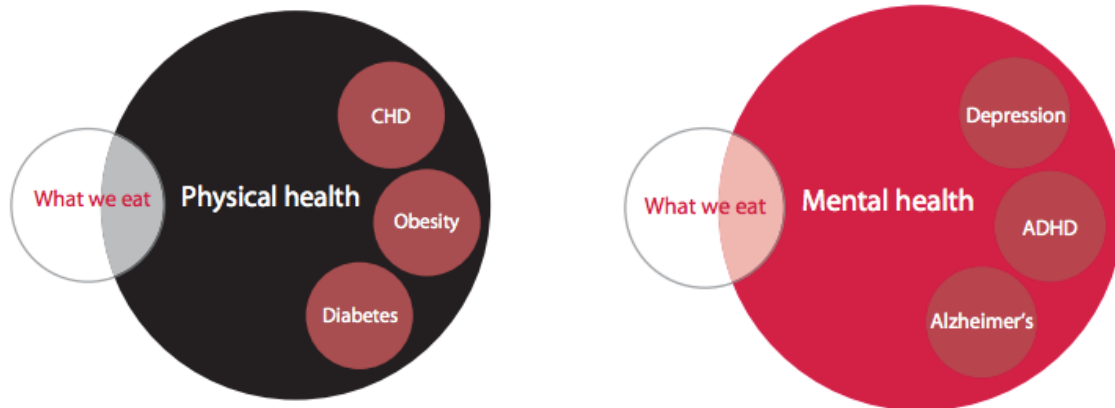 CHD
What we eat
Physical health
Obesity
Diabetes
Depression
What we eat
Mental health
ADHD
Alzheimer's